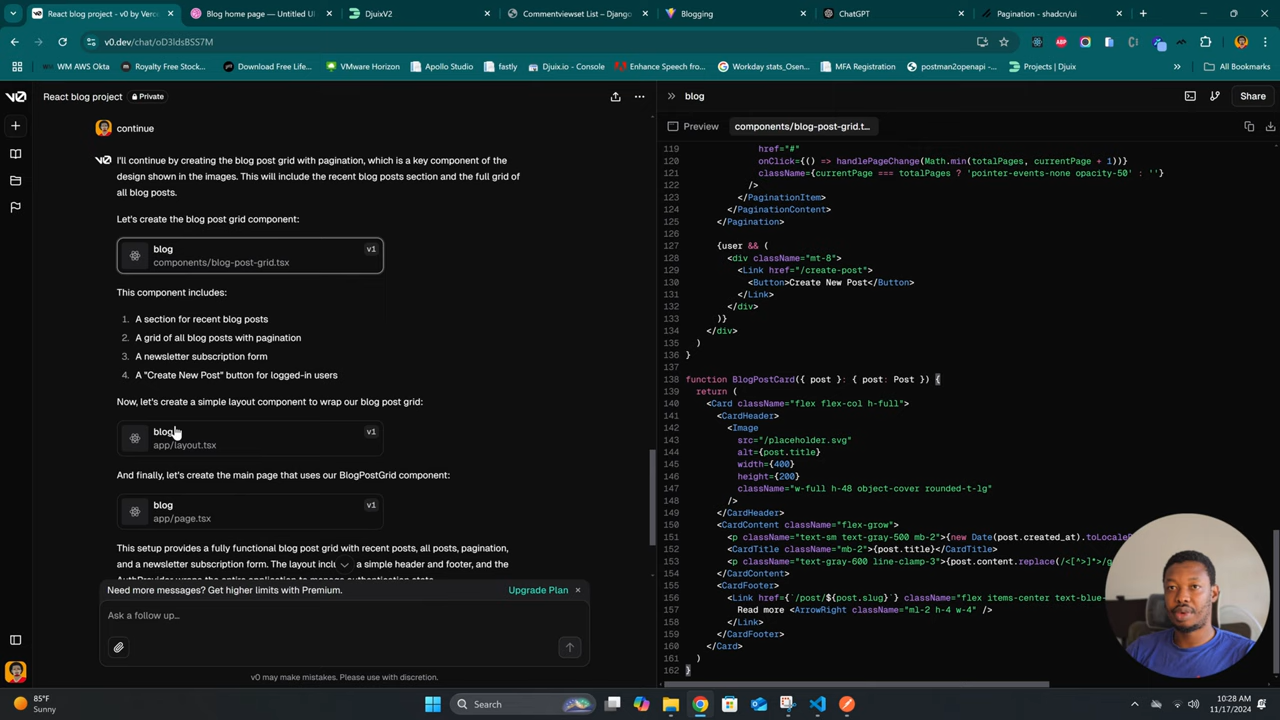 React blog project - v0 by Verc
Blog home page — Untitled UI
DjuixV2
Commentviewset List – Django
Blogging
ChatGPT
Pagination - shadcn/ui
v0.dev/chat/oD3IdsBSS7M
WM AWS Okta
Royalty Free Stock...
Download Free Life...
VMware Horizon
Apollo Studio
fastly
Djuix.io - Console
Enhance Speech from...
Workday stats_Osen...
MFA Registration
postman2openapi -...
Projects | Djuix
All Bookmarks
React blog project
Private
continue
I'll continue by creating the blog post grid with pagination, which is a key component of the
design shown in the images. This will include the recent blog posts section and the full grid of
all blog posts.
Let's create the blog post grid component:
blog
v1
components/blog-post-grid.tsx
This component includes:
1. A section for recent blog posts
2. A grid of all blog posts with pagination
3. A newsletter subscription form
4. A "Create New Post" button for logged-in users
Now, let's create a simple layout component to wrap our blog post grid:
blog
v1
app/layout.tsx
And finally, let's create the main page that uses our BlogPostGrid component:
blog
v1
app/page.tsx
This setup provides a fully functional blog post grid with recent posts, all posts, pagination,
and a newsletter subscription form. The layout inclu a simple header and footer, and the
Need more messages? Get higher limits with Premium.
Upgrade Plan ×
Ask a follow up...
v0 may make mistakes. Please use with discretion.
blog
Share
Preview
components/blog-post-grid.t...
119 href="#"
120 onClick={() => handlePageChange(Math.min(totalPages, currentPage + 1))}
121 className={currentPage === totalPages ? 'pointer-events-none opacity-50' : ''}
122 />
123 </PaginationItem>
124 </PaginationContent>
125 </Pagination>
126
127 {user && (
128 <div className="mt-8">
129 <Link href="/create-post">
130 <Button>Create New Post</Button>
131 </Link>
132 </div>
133 )}
134 </div>
135 )
136 }
137
138 function BlogPostCard({ post }: { post: Post }) {
139 return (
140 <Card className="flex flex-col h-full">
141 <CardHeader>
142 <Image
143 src="/placeholder.svg"
144 alt={post.title}
145 width={400}
146 height={200}
147 className="w-full h-48 object-cover rounded-t-lg"
148 />
149 </CardHeader>
150 <CardContent className="flex-grow">
151 <p className="text-sm text-gray-500 mb-2">{new Date(post.created_at).toLocaleD
152 <CardTitle className="mb-2">{post.title}</CardTitle>
153 <p className="text-gray-600 line-clamp-3">{post.content.replace(/<[^>]*>/g
154 </CardContent>
155 <CardFooter>
156 <Link href={`/post/${post.slug}`} className="flex items-center text-blue-
157 Read more <ArrowRight className="ml-2 h-4 w-4" />
158 </Link>
159 </CardFooter>
160 </Card>
161 )
162 }
85°F
Sunny
Search
10:28 AM
11/17/2024